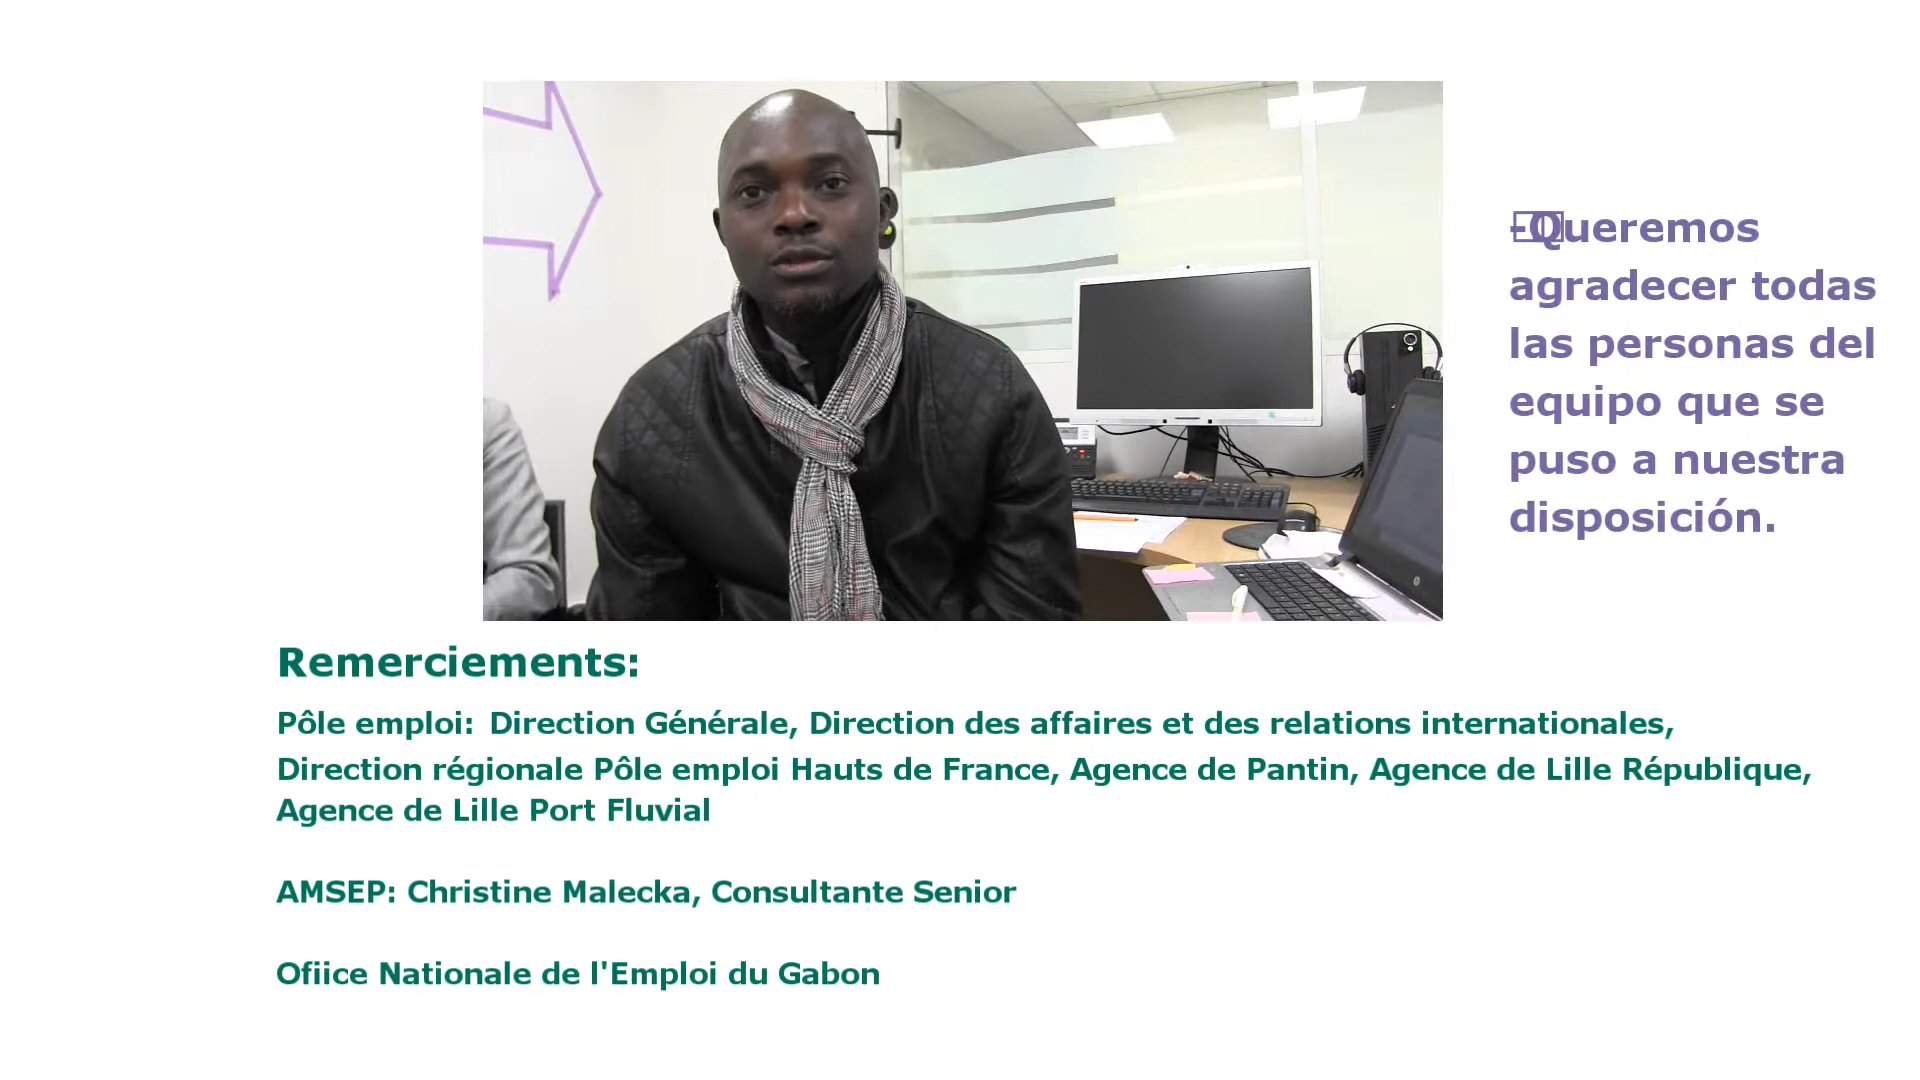 -Queremos
agradecer todas
las personas del
equipo que se
puso a nuestra
disposición.
Remerciements:
Pôle emploi: Direction Générale, Direction des affaires et des relations internationales,
Direction régionale Pôle emploi Hauts de France, Agence de Pantin, Agence de Lille République,
Agence de Lille Port Fluvial
AMSEP: Christine Malecka, Consultante Senior
Ofiice Nationale de l'Emploi du Gabon